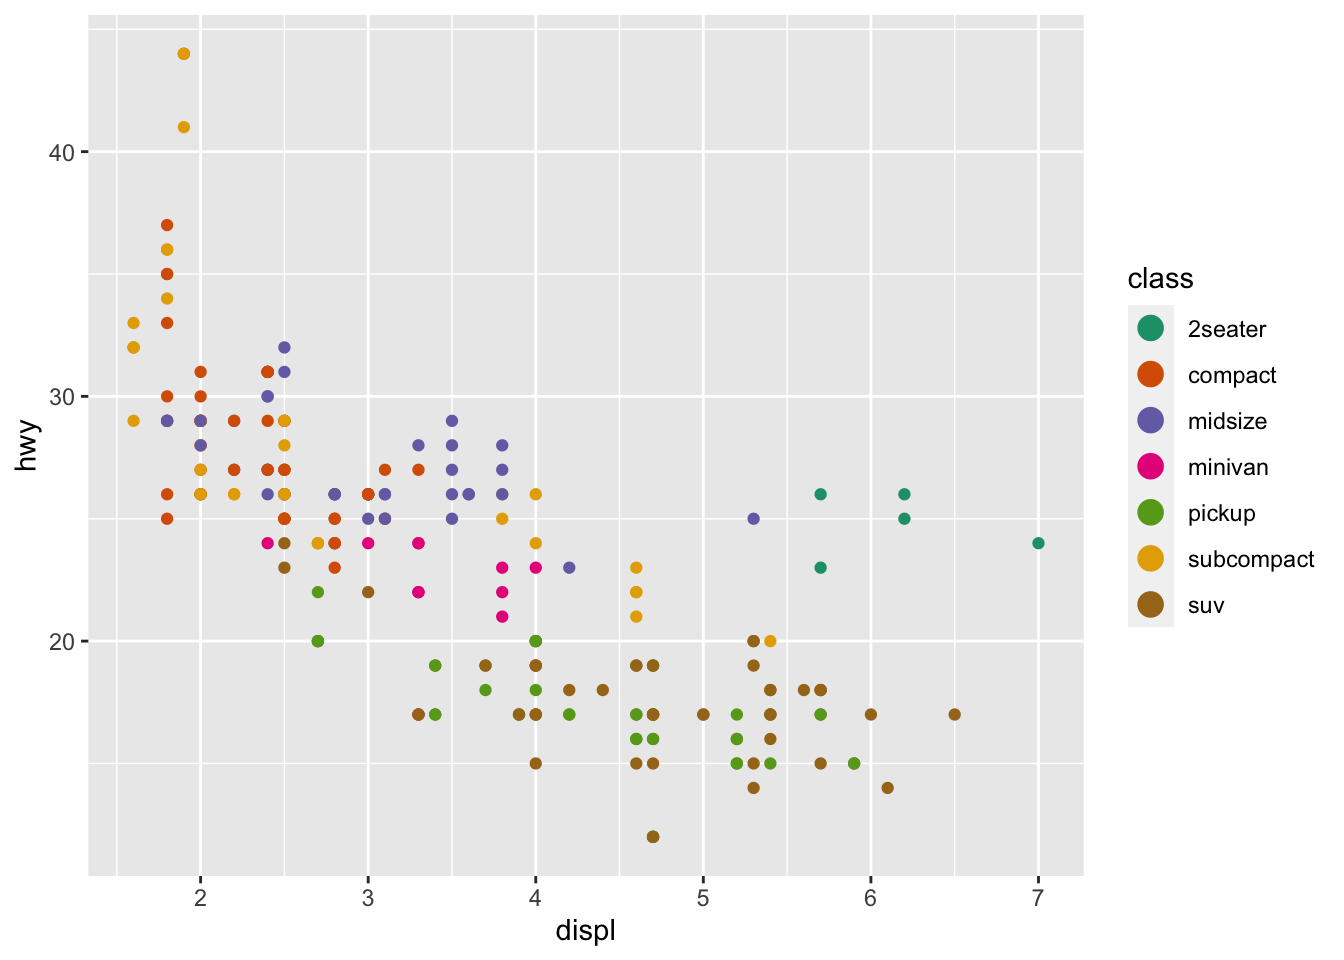 hwy
40
30
20
2 3 4 5 6 7
displ
class
2seater
compact
midsize
minivan
pickup
subcompact
suv